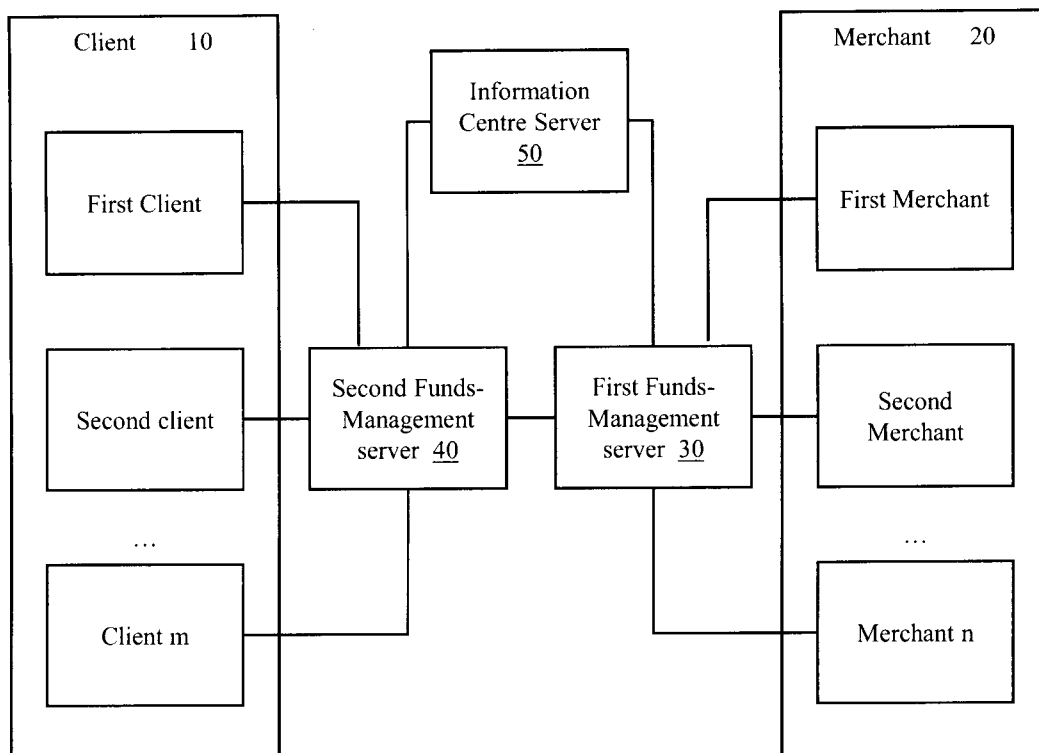 Client 10
First Client
Second client
...
Client m
Information
Centre Server
50
Second Funds-
Management
server 40
First Funds-
Management
server 30
Merchant 20
First Merchant
Second
Merchant
...
Merchant n